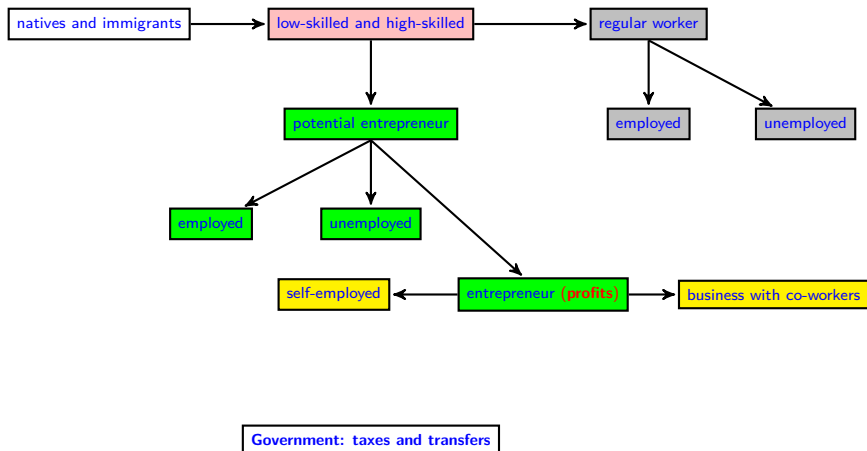 natives and immigrants
low-skilled and high-skilled
regular worker
potential entrepreneur
employed
unemployed
employed
unemployed
self-employed
entrepreneur (profits)
business with co-workers
Government: taxes and transfers